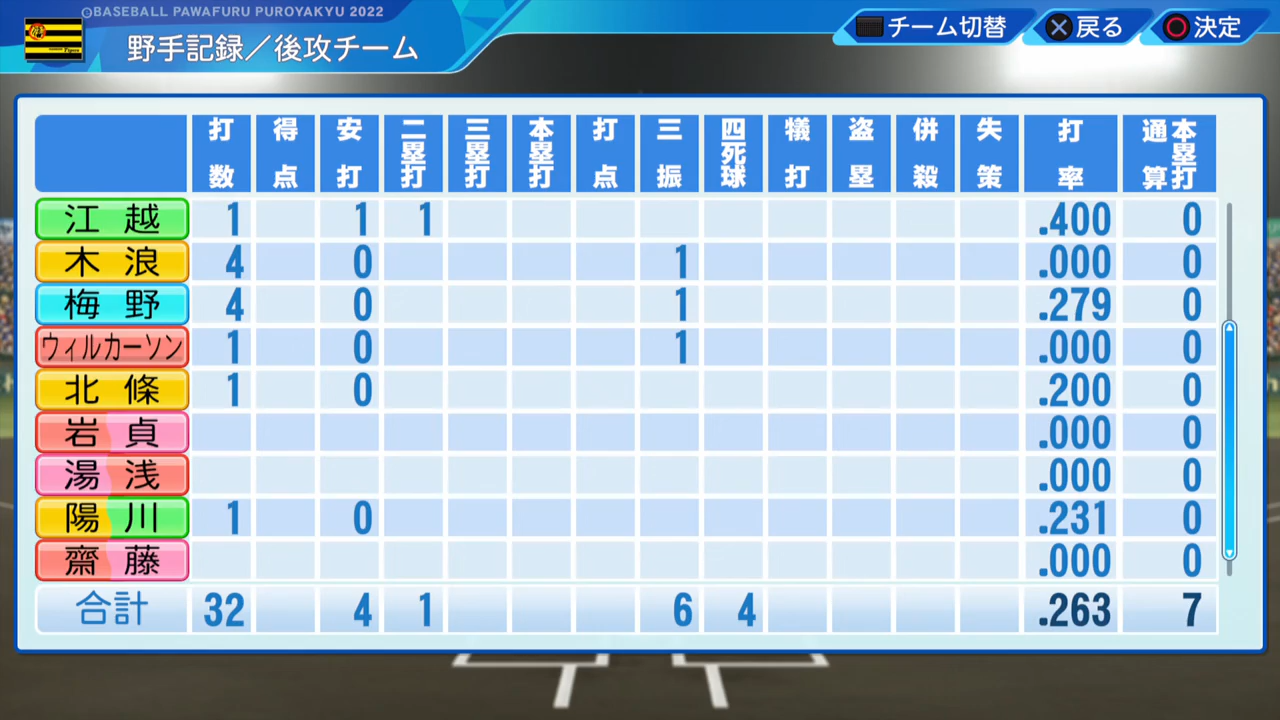 ©BASEBALL PAWAFURU PUROYAKYU 2022
野手記録／後攻チーム
チーム切替 戻る 決定
打数 得点 安打 二塁打 三塁打 本塁打 打点 三振 四死球 犠打 盗塁 併殺 失策 打率 通算本塁打
江越 1 1 1 .400 0
木浪 4 0 1 .000 0
梅野 4 0 1 .279 0
ウィルカーソン 1 0 1 .000 0
北條 1 0 .200 0
岩貞 .000 0
湯浅 .000 0
陽川 1 0 .231 0
齋藤 .000 0
合計 32 4 1 6 4 .263 7